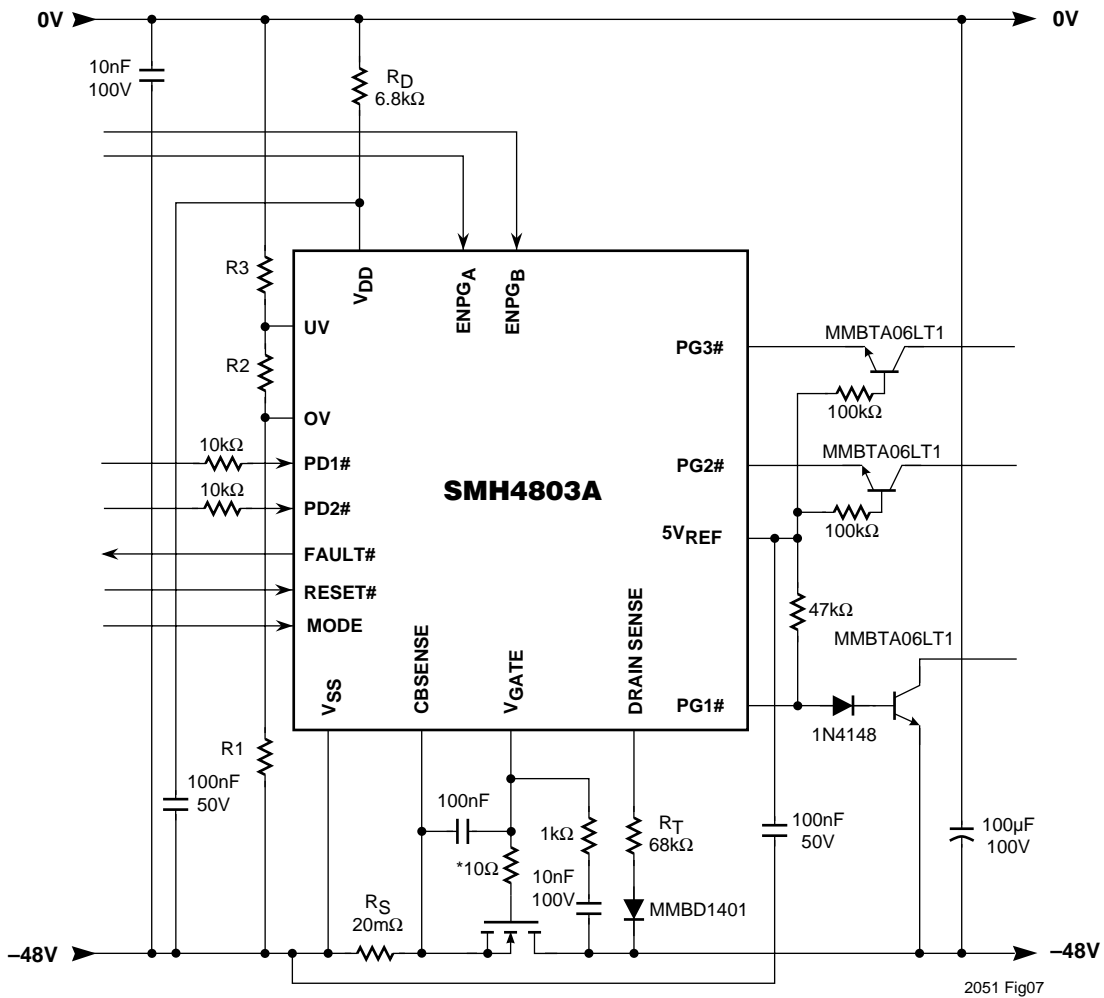 0V
0V
10nF
100V
RD
6.8kΩ
R3
VDD
ENPGA
ENPGB
UV
PG3#
MMBTA06LT1
R2
100kΩ
OV
10kΩ
PD1#
PG2#
MMBTA06LT1
SMH4803A
10kΩ
PD2#
100kΩ
5VREF
FAULT#
RESET#
47kΩ
MODE
MMBTA06LT1
VSS
CBSENSE
VGATE
DRAIN SENSE
PG1#
1N4148
R1
100nF
50V
100nF
1kΩ
RT
68kΩ
100nF
50V
100µF
100V
*10Ω
10nF
100V
MMBD1401
RS
20mΩ
–48V
–48V
2051 Fig07